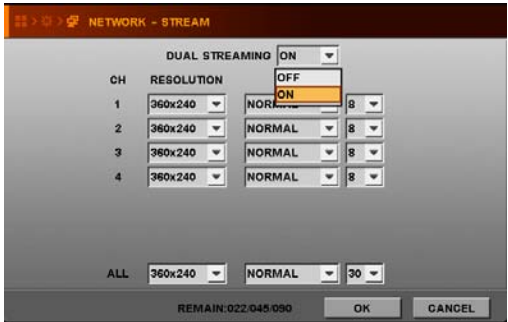 NETWORK - STREAM
DUAL STREAMING ON
OFF
ON
CH RESOLUTION
1 360x240 NORMAL 8
2 360x240 NORMAL 8
3 360x240 NORMAL 8
4 360x240 NORMAL 8
ALL 360x240 NORMAL 30
REMAIN:022/045/090 OK CANCEL